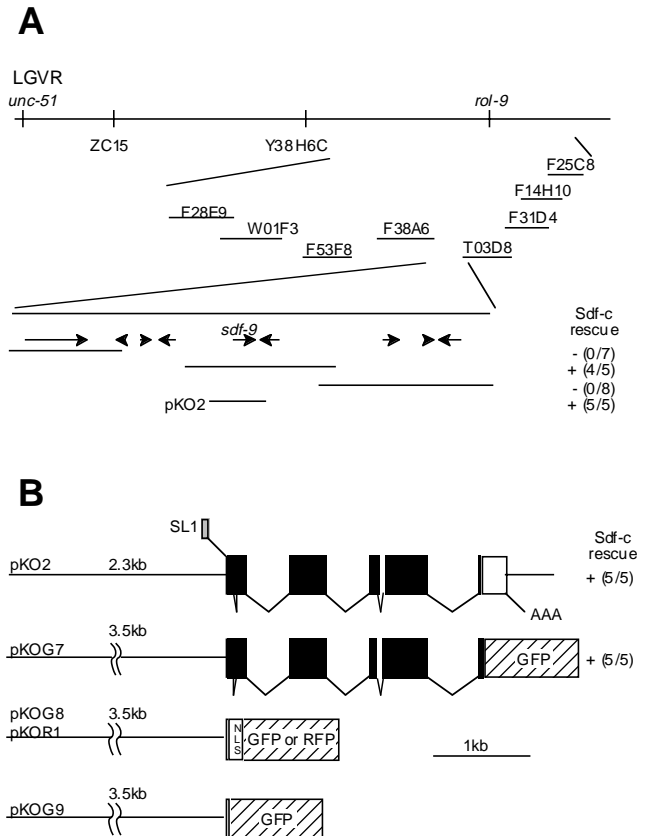 A
LGVR
unc-51 rol-9
ZC15 Y38H6C
F25C8
F28E9 F14H10
W01F3 F38A6 F31D4
F53F8 T03D8
sdf-9
Sdf-c
rescue
- (0/7)
+ (4/5)
- (0/8)
pKO2 + (5/5)
B
SL1
Sdf-c
rescue
pKO2 2.3kb + (5/5)
AAA
3.5kb
pKOG7 GFP + (5/5)
pKOG8 3.5kb
pKOR1 NLS GFP or RFP
1kb
3.5kb
pKOG9 GFP